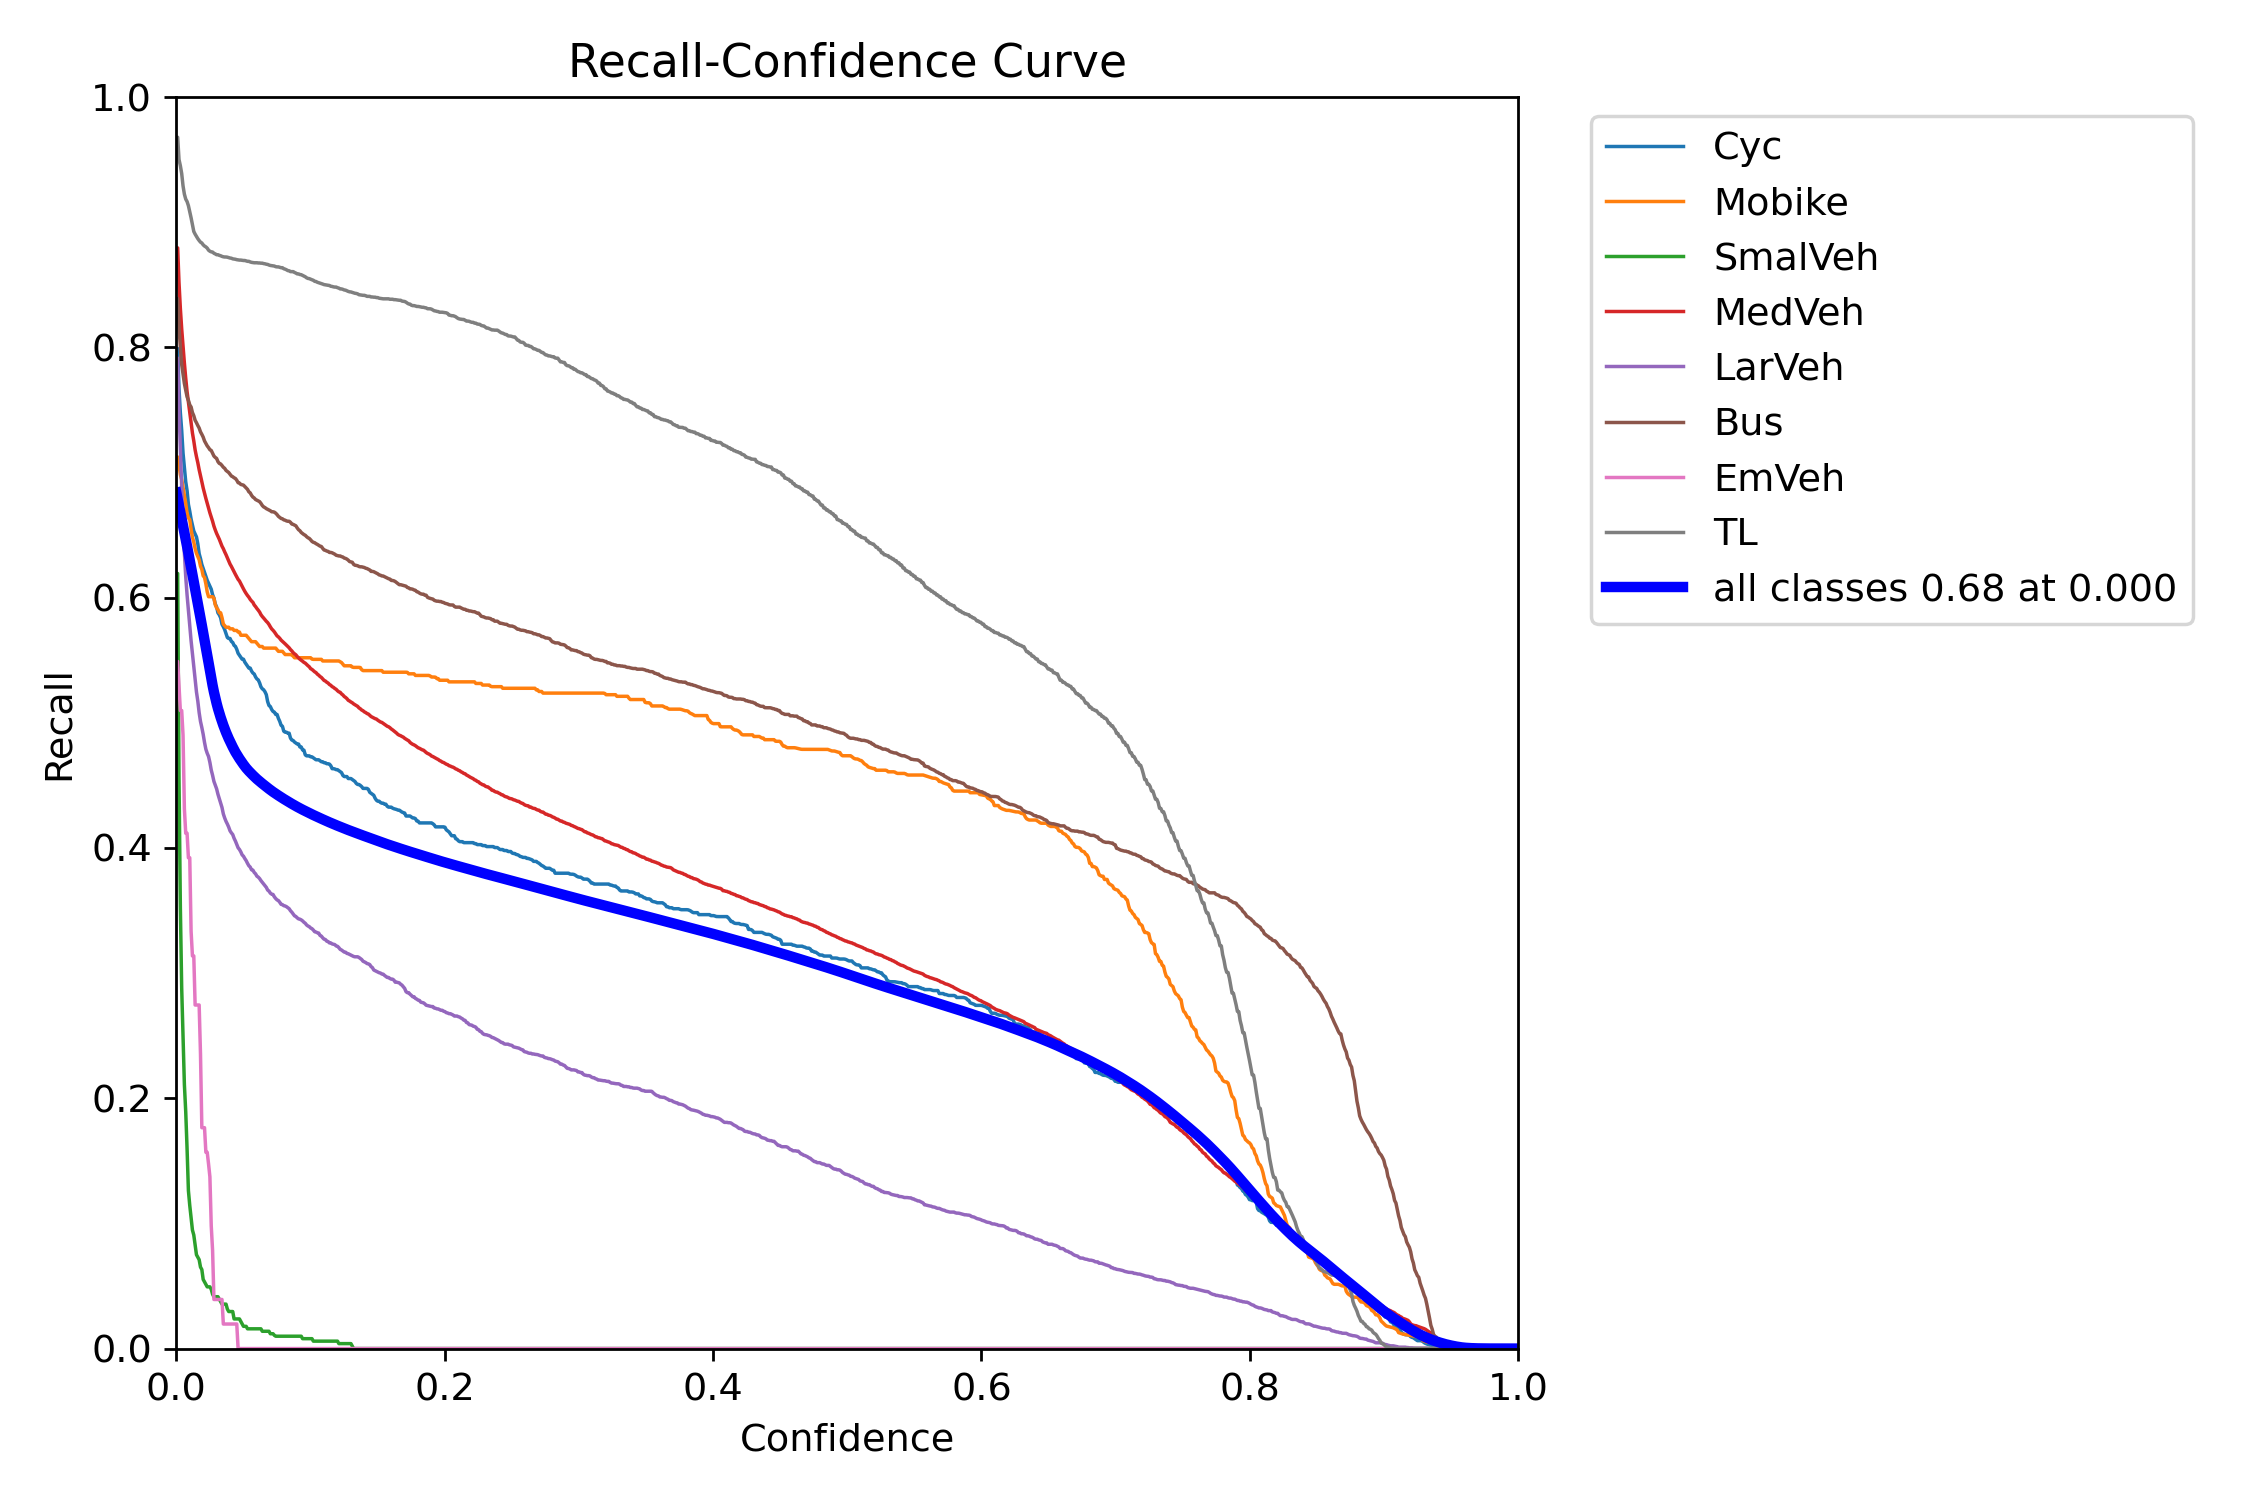 Recall-Confidence Curve
1.0
0.8
0.6
0.4
0.2
0.0
Recall
0.0 0.2 0.4 0.6 0.8 1.0
Confidence
Cyc
Mobike
SmalVeh
MedVeh
LarVeh
Bus
EmVeh
TL
all classes 0.68 at 0.000